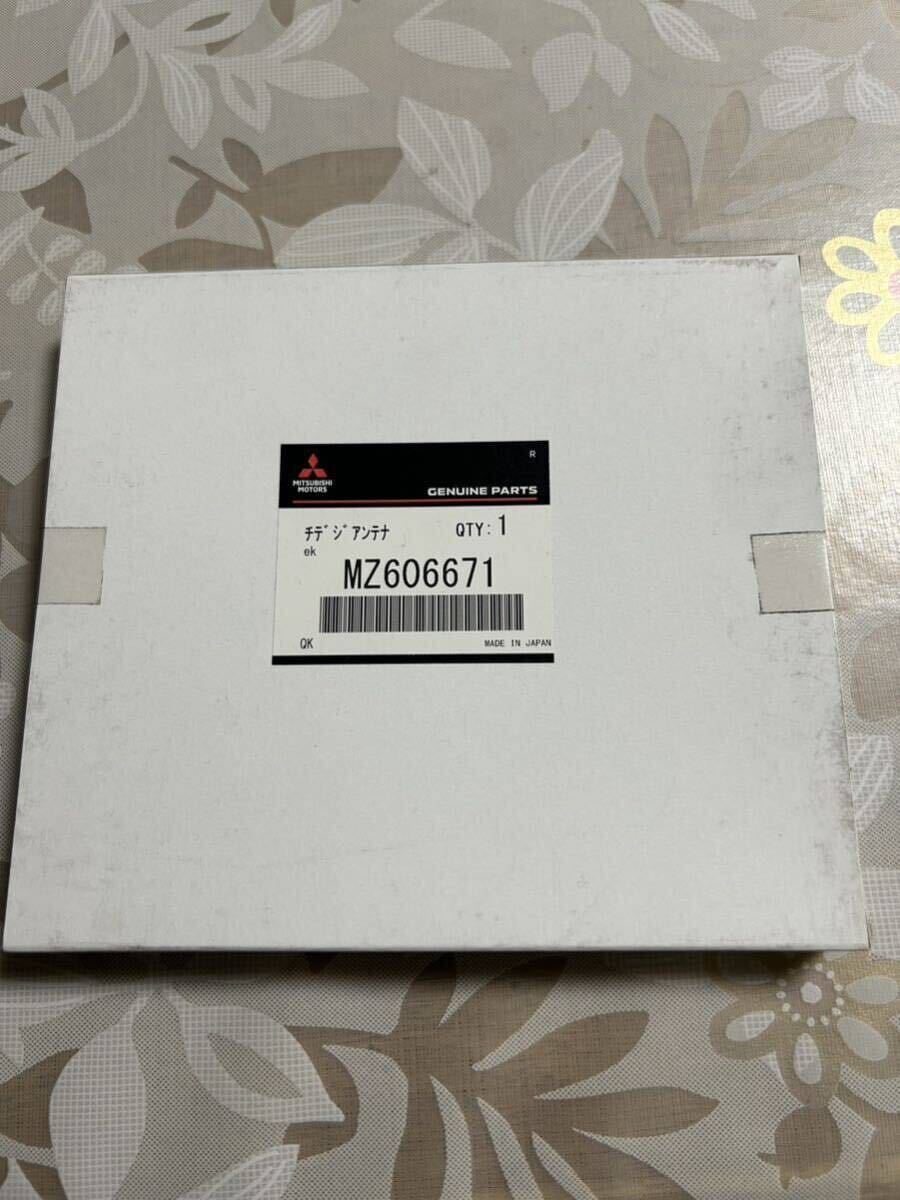 R
MITSUBISHI
MOTORS
GENUINE PARTS
ﾁﾃﾞｼﾞｱﾝﾃﾅ QTY: 1
ek
MZ606671
QK MADE IN JAPAN